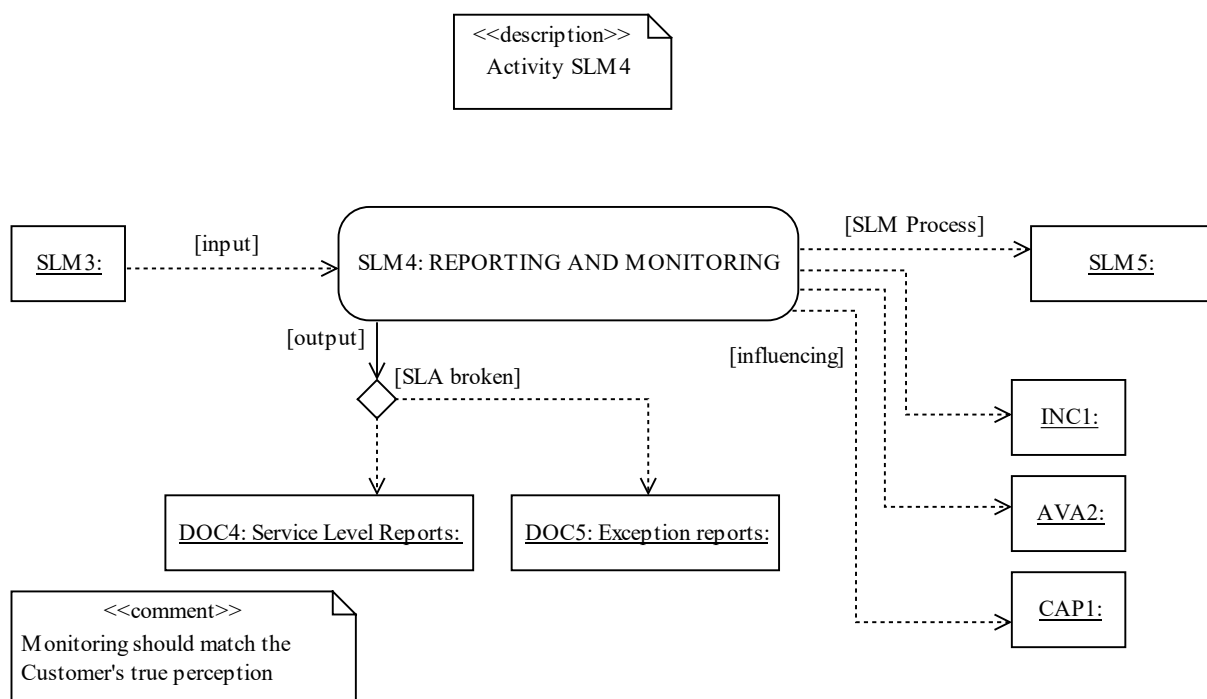 <<description>>
Activity SLM4
[SLM Process]
[input]
SLM3:
SLM4: REPORTING AND MONITORING
SLM5:
[output]
[influencing]
[SLA broken]
INC1:
DOC4: Service Level Reports:
DOC5: Exception reports:
AVA2:
CAP1:
<<comment>>
Monitoring should match the
Customer's true perception